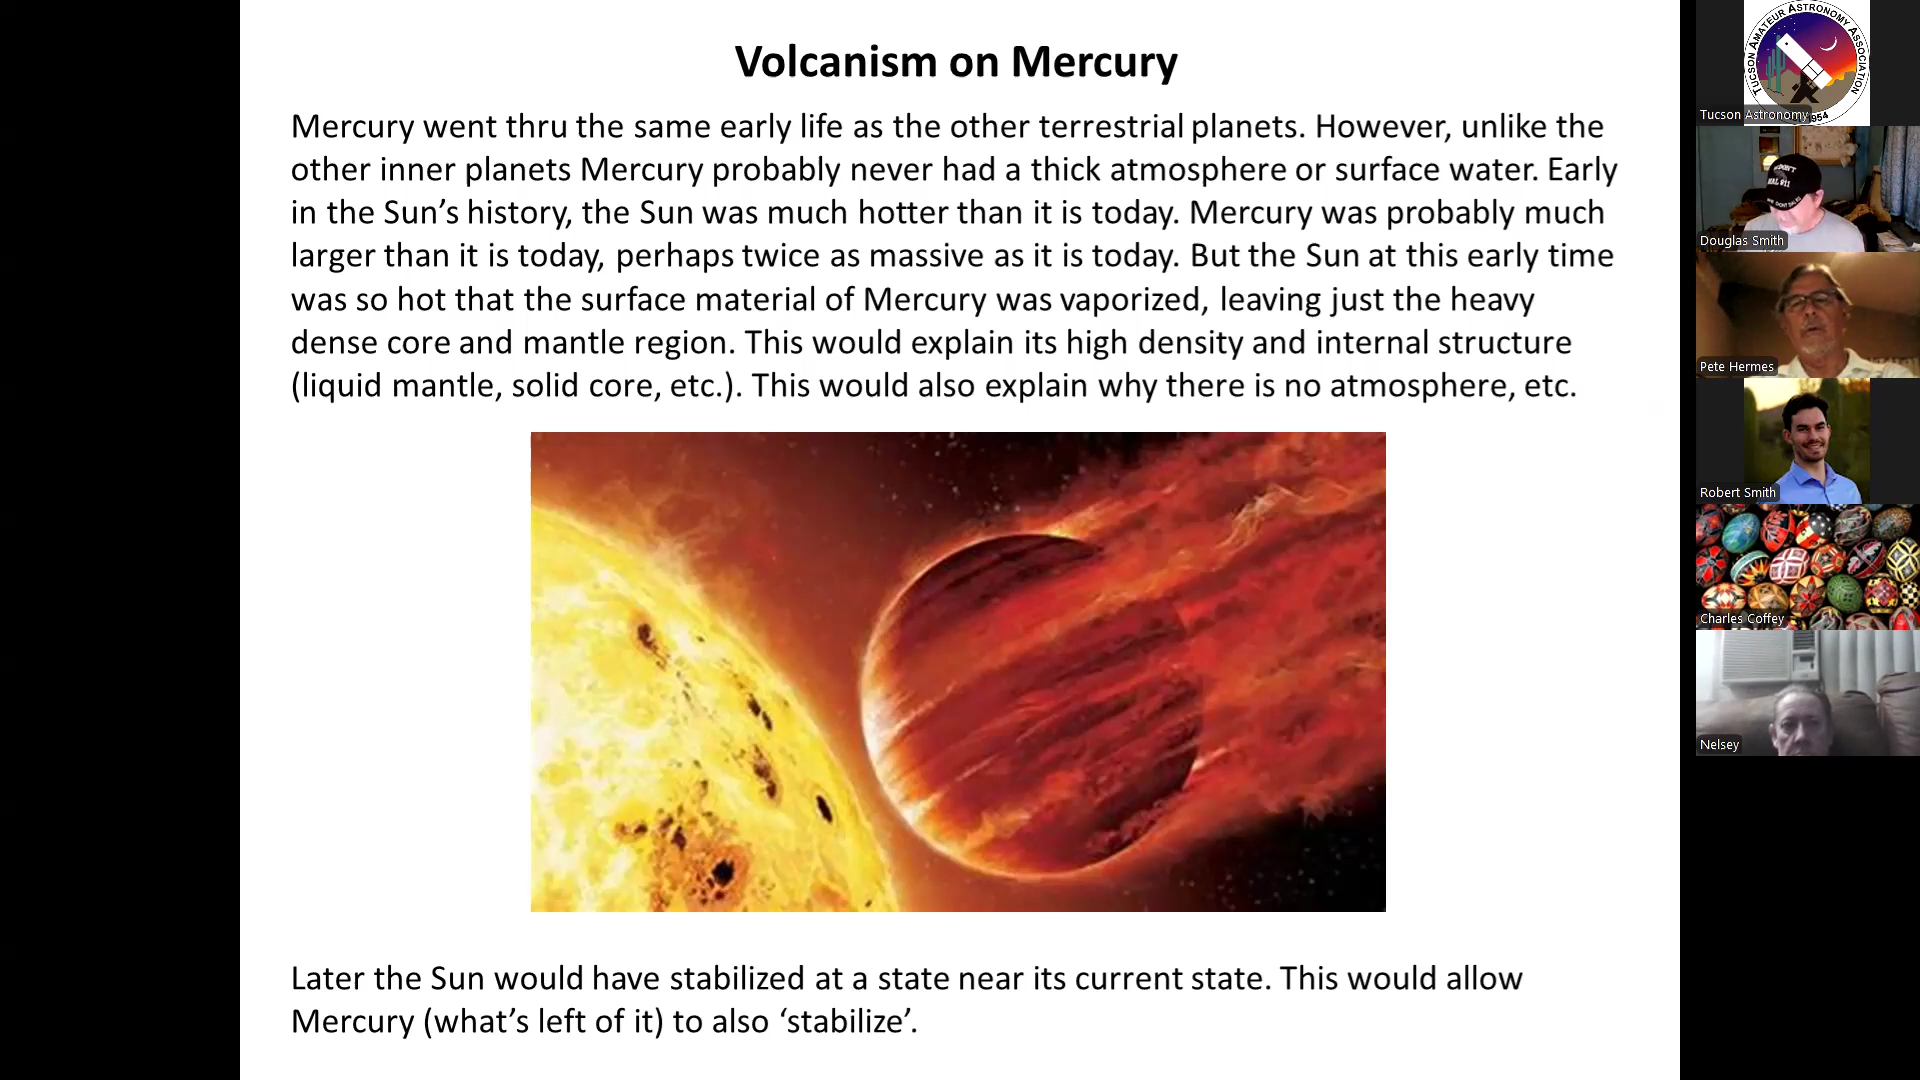 Volcanism on Mercury
Mercury went thru the same early life as the other terrestrial planets. However, unlike the
other inner planets Mercury probably never had a thick atmosphere or surface water. Early
in the Sun’s history, the Sun was much hotter than it is today. Mercury was probably much
larger than it is today, perhaps twice as massive as it is today. But the Sun at this early time
was so hot that the surface material of Mercury was vaporized, leaving just the heavy
dense core and mantle region. This would explain its high density and internal structure
(liquid mantle, solid core, etc.). This would also explain why there is no atmosphere, etc.
Later the Sun would have stabilized at a state near its current state. This would allow
Mercury (what’s left of it) to also ‘stabilize’.
TUCSON AMATEUR ASTRONOMY ASSOCIATION
Tucson Astronomy
Douglas Smith
Pete Hermes
Robert Smith
Charles Coffey
Nelsey